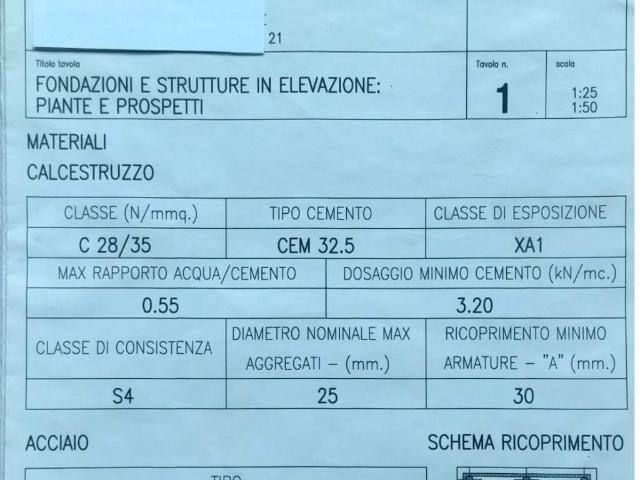 21
Titolo tavola
Tavola n.
scala
FONDAZIONI E STRUTTURE IN ELEVAZIONE:
PIANTE E PROSPETTI
1
1:25
1:50
MATERIALI
CALCESTRUZZO
CLASSE (N/mmq.)
TIPO CEMENTO
CLASSE DI ESPOSIZIONE
C 28/35
CEM 32.5
XA1
MAX RAPPORTO ACQUA/CEMENTO
DOSAGGIO MINIMO CEMENTO (kN/mc.)
0.55
3.20
CLASSE DI CONSISTENZA
DIAMETRO NOMINALE MAX
AGGREGATI - (mm.)
RICOPRIMENTO MINIMO
ARMATURE - "A" (mm.)
S4
25
30
ACCIAIO
SCHEMA RICOPRIMENTO
TIPO